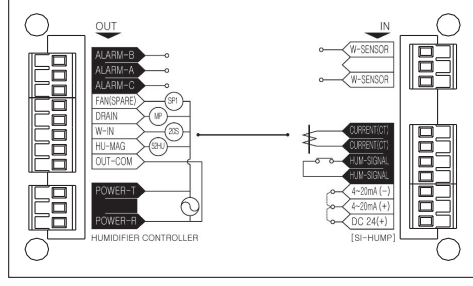 OUT
ALARM-B
ALARM-A
ALARM-C
FAN(SPARE)
SP1
DRAIN
MP
W-IN
20S
HU-MAG
52HU
OUT-COM
POWER-T
POWER-R
HUMIDIFIER CONTROLLER
IN
W-SENSOR
W-SENSOR
CURRENT(CT)
CURRENT(CT)
HUM-SIGNAL
HUM-SIGNAL
4~20mA (-)
4~20mA (+)
DC 24(+)
[SI-HUMP]